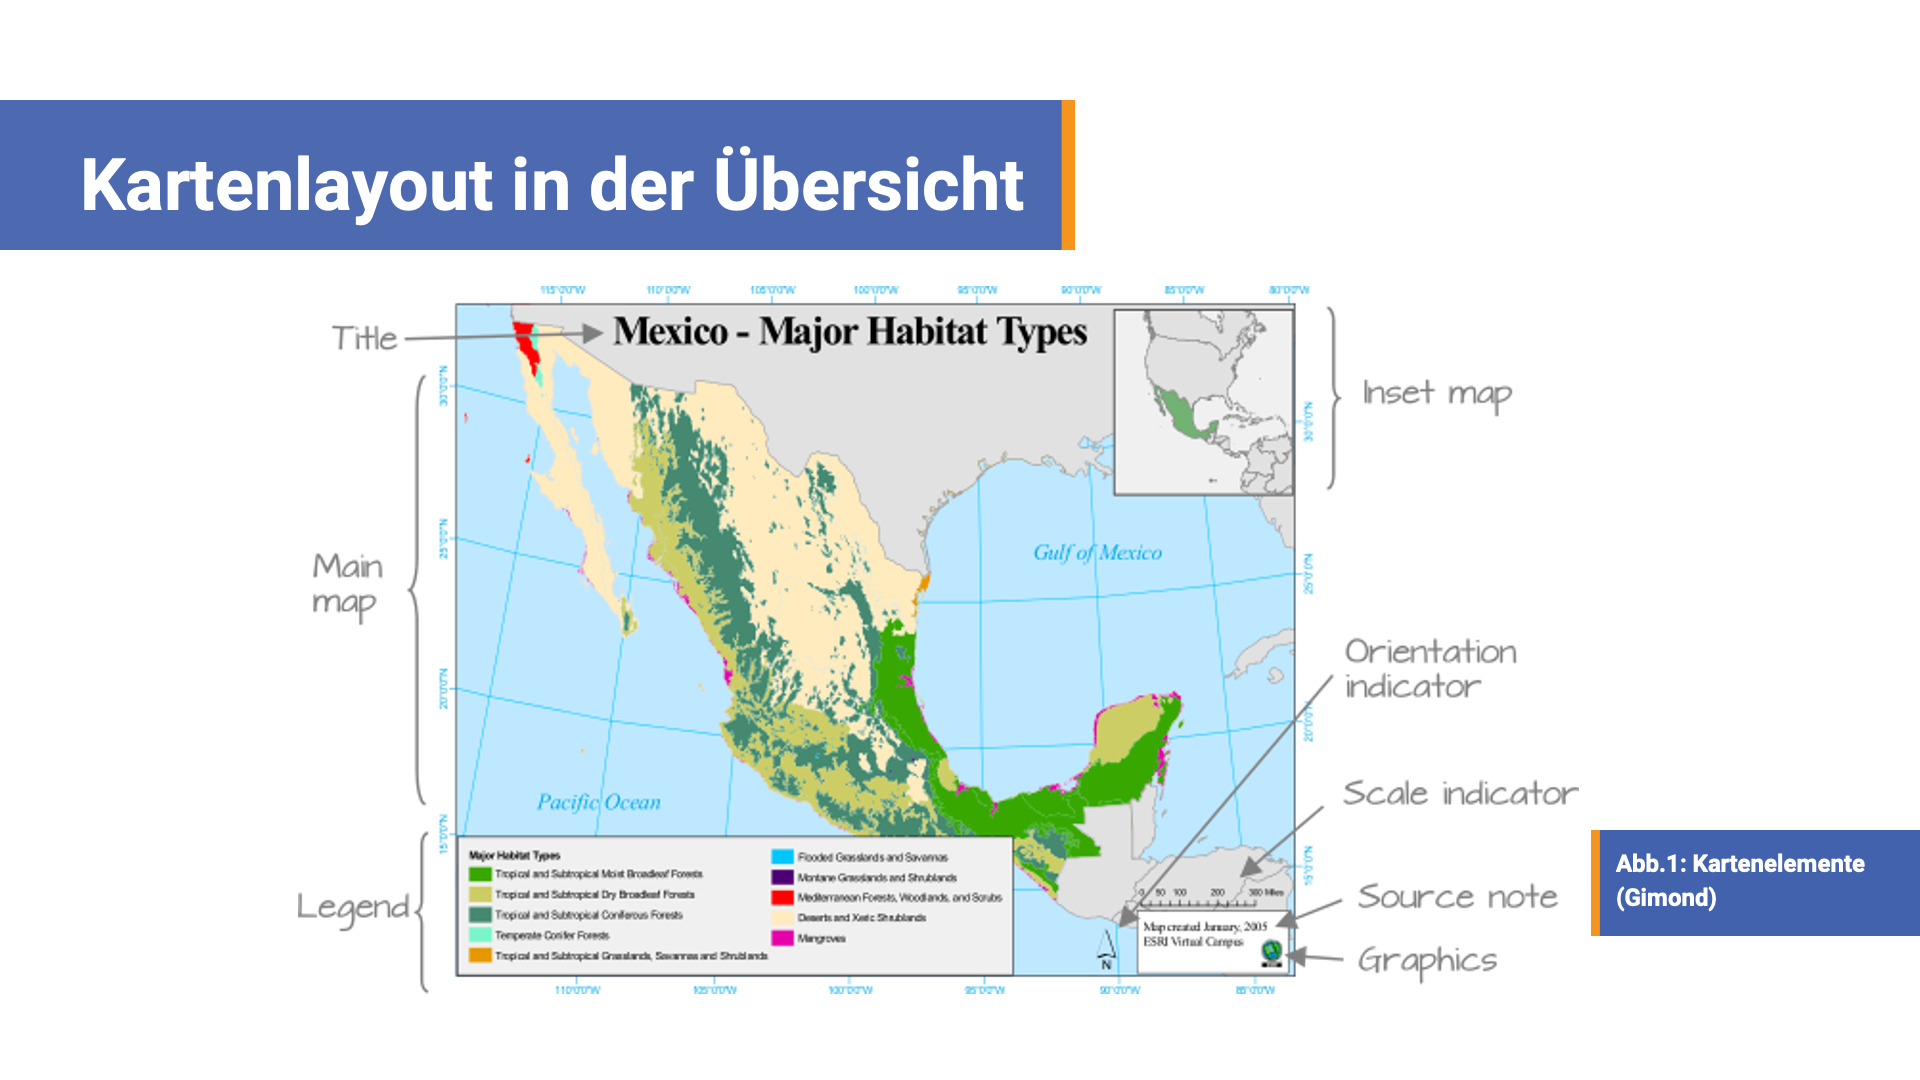 Kartenlayout in der Übersicht
115°0'0"W 110°0'0"W 105°0'0"W 100°0'0"W 95°0'0"W 90°0'0"W 85°0'0"W 80°0'0"W
Title
Mexico - Major Habitat Types
Inset map
30°0'0"N
30°0'0"N
25°0'0"N
25°0'0"N
20°0'0"N
20°0'0"N
15°0'0"N
15°0'0"N
Gulf of Mexico
Main
map
Pacific Ocean
Orientation
indicator
Scale indicator
Legend
Major Habitat Types
Tropical and Subtropical Moist Broadleaf Forests
Tropical and Subtropical Dry Broadleaf Forests
Tropical and Subtropical Coniferous Forests
Temperate Conifer Forests
Tropical and Subtropical Grasslands, Savannas and Shrublands
Flooded Grasslands and Savannas
Montane Grasslands and Shrublands
Mediterranean Forests, Woodlands, and Scrubs
Deserts and Xeric Shrublands
Mangroves
0 50 100 200 300 Miles
N
Map created January, 2005
ESRI Virtual Campus
Source note
Graphics
110°0'0"W 105°0'0"W 100°0'0"W 95°0'0"W 90°0'0"W 85°0'0"W
Abb.1: Kartenelemente
(Gimond)